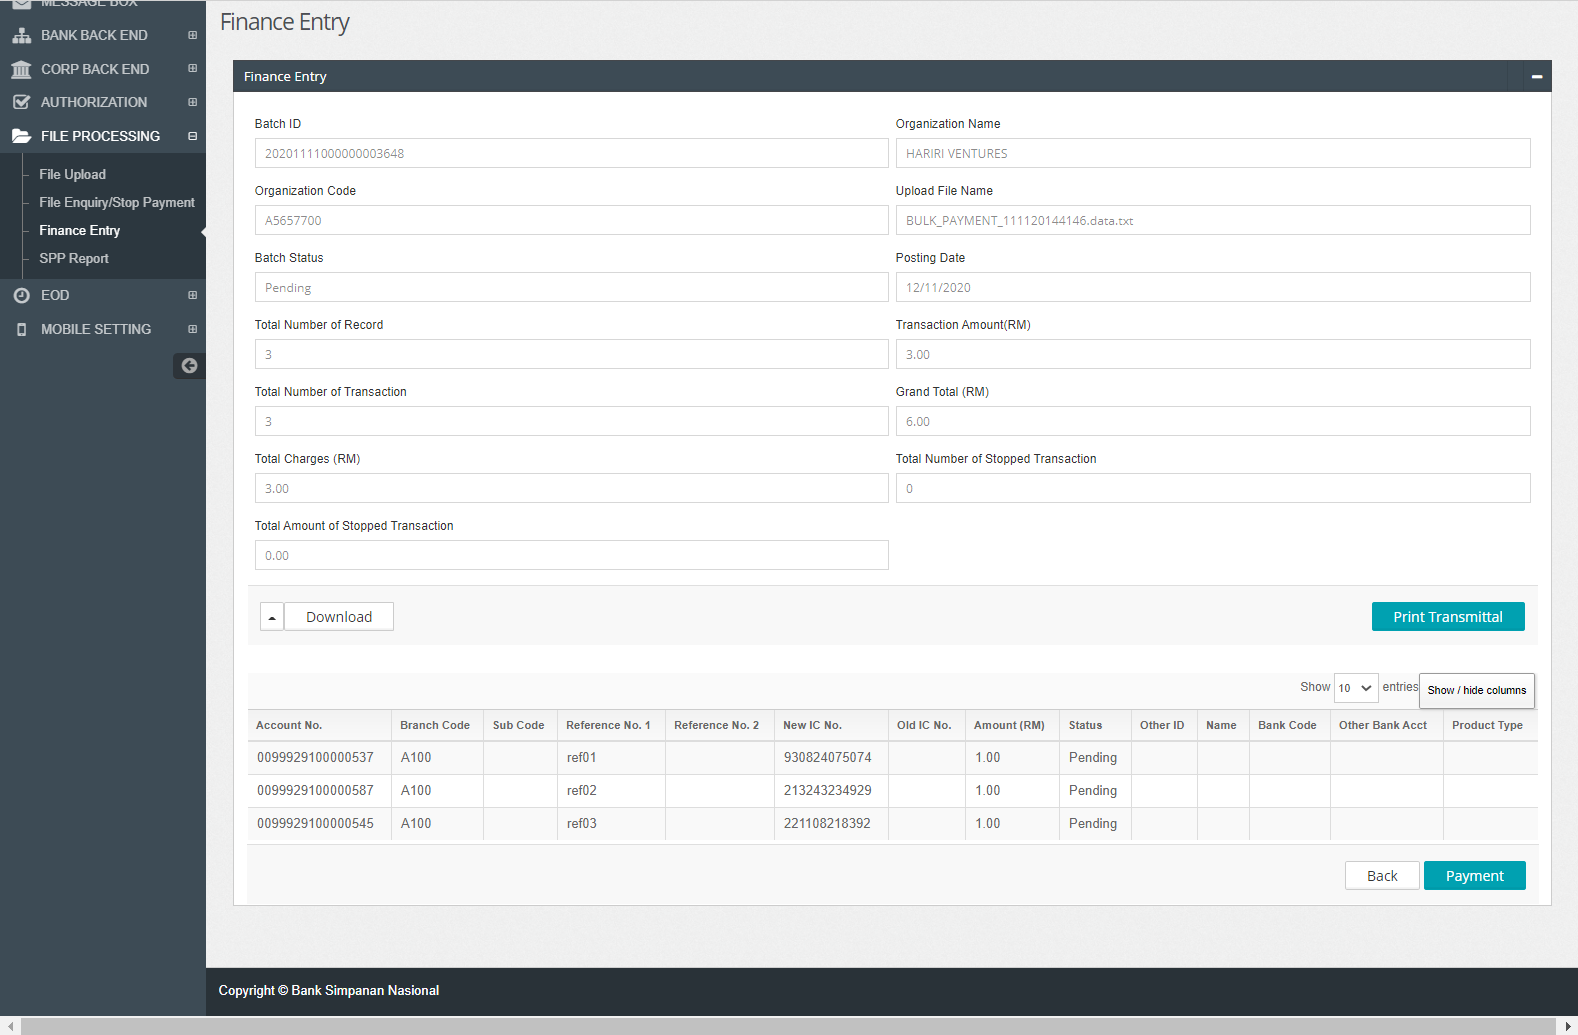 MESSAGE BOX
BANK BACK END
CORP BACK END
AUTHORIZATION
FILE PROCESSING
File Upload
File Enquiry/Stop Payment
Finance Entry
SPP Report
EOD
MOBILE SETTING
Finance Entry
Finance Entry
Batch ID
20201111000000003648
Organization Name
HARIRI VENTURES
Organization Code
A5657700
Upload File Name
BULK_PAYMENT_111120144146.data.txt
Batch Status
Pending
Posting Date
12/11/2020
Total Number of Record
3
Transaction Amount(RM)
3.00
Total Number of Transaction
3
Grand Total (RM)
6.00
Total Charges (RM)
3.00
Total Number of Stopped Transaction
0
Total Amount of Stopped Transaction
0.00
Download
Print Transmittal
Show 10 entries Show / hide columns
Account No. Branch Code Sub Code Reference No. 1 Reference No. 2 New IC No. Old IC No. Amount (RM) Status Other ID Name Bank Code Other Bank Acct Product Type
0099929100000537 A100 ref01 930824075074 1.00 Pending
0099929100000587 A100 ref02 213243234929 1.00 Pending
0099929100000545 A100 ref03 221108218392 1.00 Pending
Back Payment
Copyright © Bank Simpanan Nasional